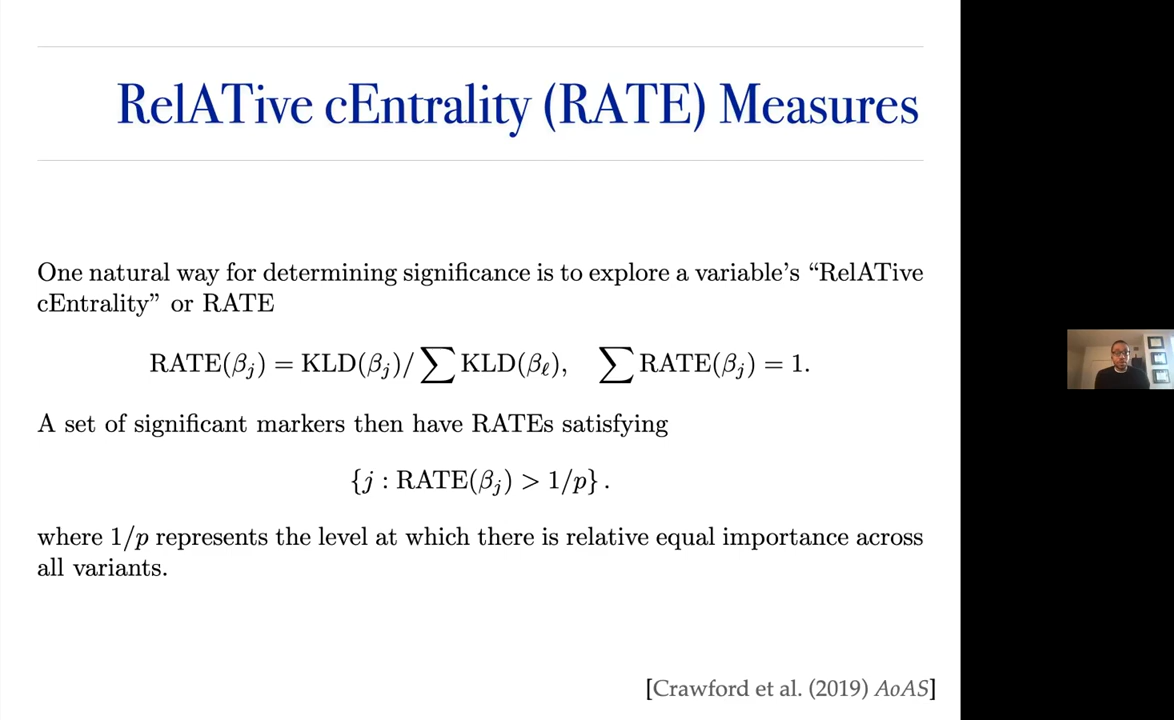 RelATive cEntrality (RATE) Measures
One natural way for determining significance is to explore a variable's “RelATive
cEntrality” or RATE
RATE(βⱼ) = KLD(βⱼ)/∑ KLD(βℓ), ∑ RATE(βⱼ) = 1.
A set of significant markers then have RATEs satisfying
{j : RATE(βⱼ) > 1/p} .
where 1/p represents the level at which there is relative equal importance across
all variants.
[Crawford et al. (2019) AoAS]